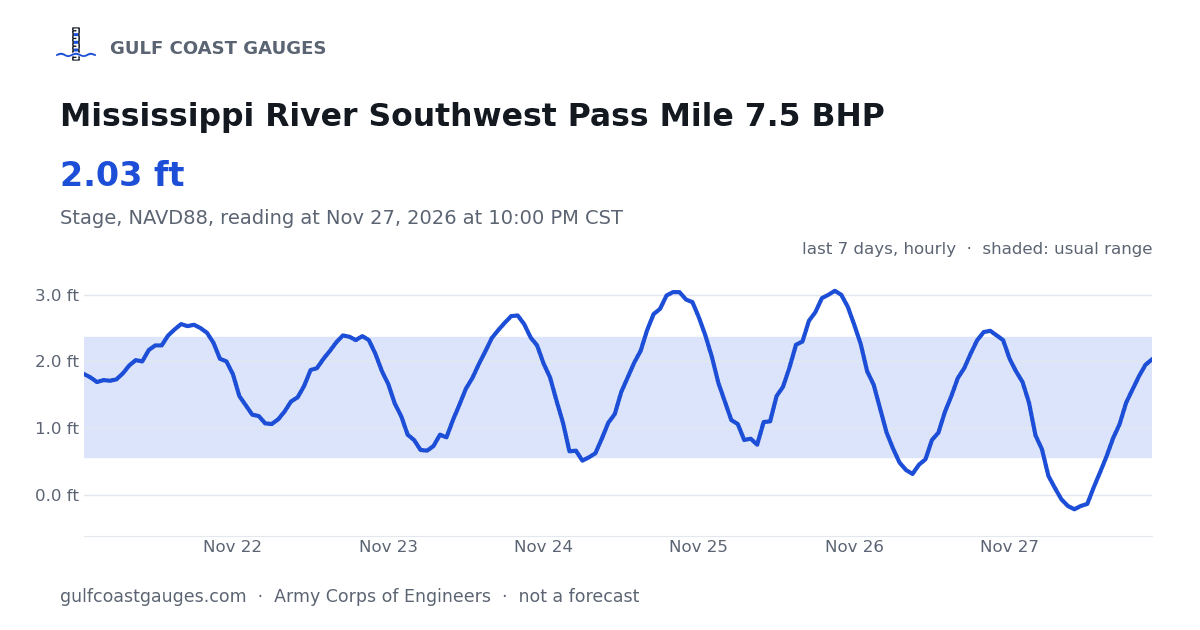 GULF COAST GAUGES
Mississippi River Southwest Pass Mile 7.5 BHP
2.03 ft
Stage, NAVD88, reading at Nov 27, 2026 at 10:00 PM CST
last 7 days, hourly · shaded: usual range
3.0 ft
2.0 ft
1.0 ft
0.0 ft
Nov 22 Nov 23 Nov 24 Nov 25 Nov 26 Nov 27
gulfcoastgauges.com · Army Corps of Engineers · not a forecast